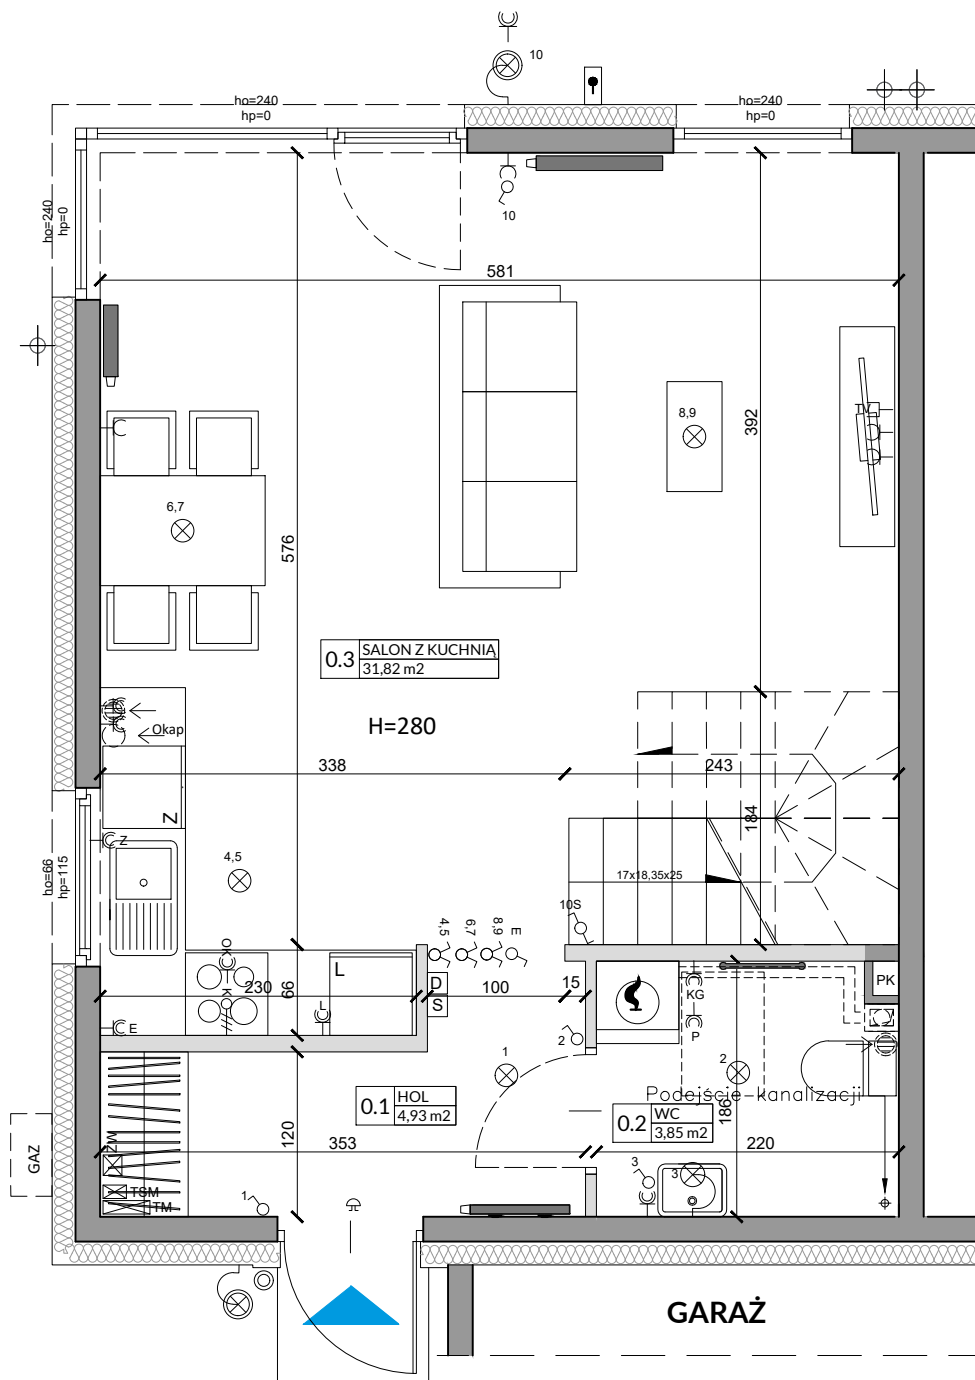 10
ho=240
hp=0
ho=240
hp=0
ho=240
hp=0
10
581
392
8,9
TV
6,7
576
0.3 SALON Z KUCHNIĄ
31,82 m2
H=280
Okap
338
243
184
Z
Z
ho=66
hp=115
4,5
17x18,35x25
10S
4,5
6,7
8,9
E
OK
L
D
S
230
66
100
15
K
L
E
KG
P
PK
2
1
2
Podejście kanalizacji
0.1 HOL
4,93 m2
0.2 WC
3,85 m2
186
120
353
220
ZW
TSM
TM
GAZ
1
3
3
GARAŻ